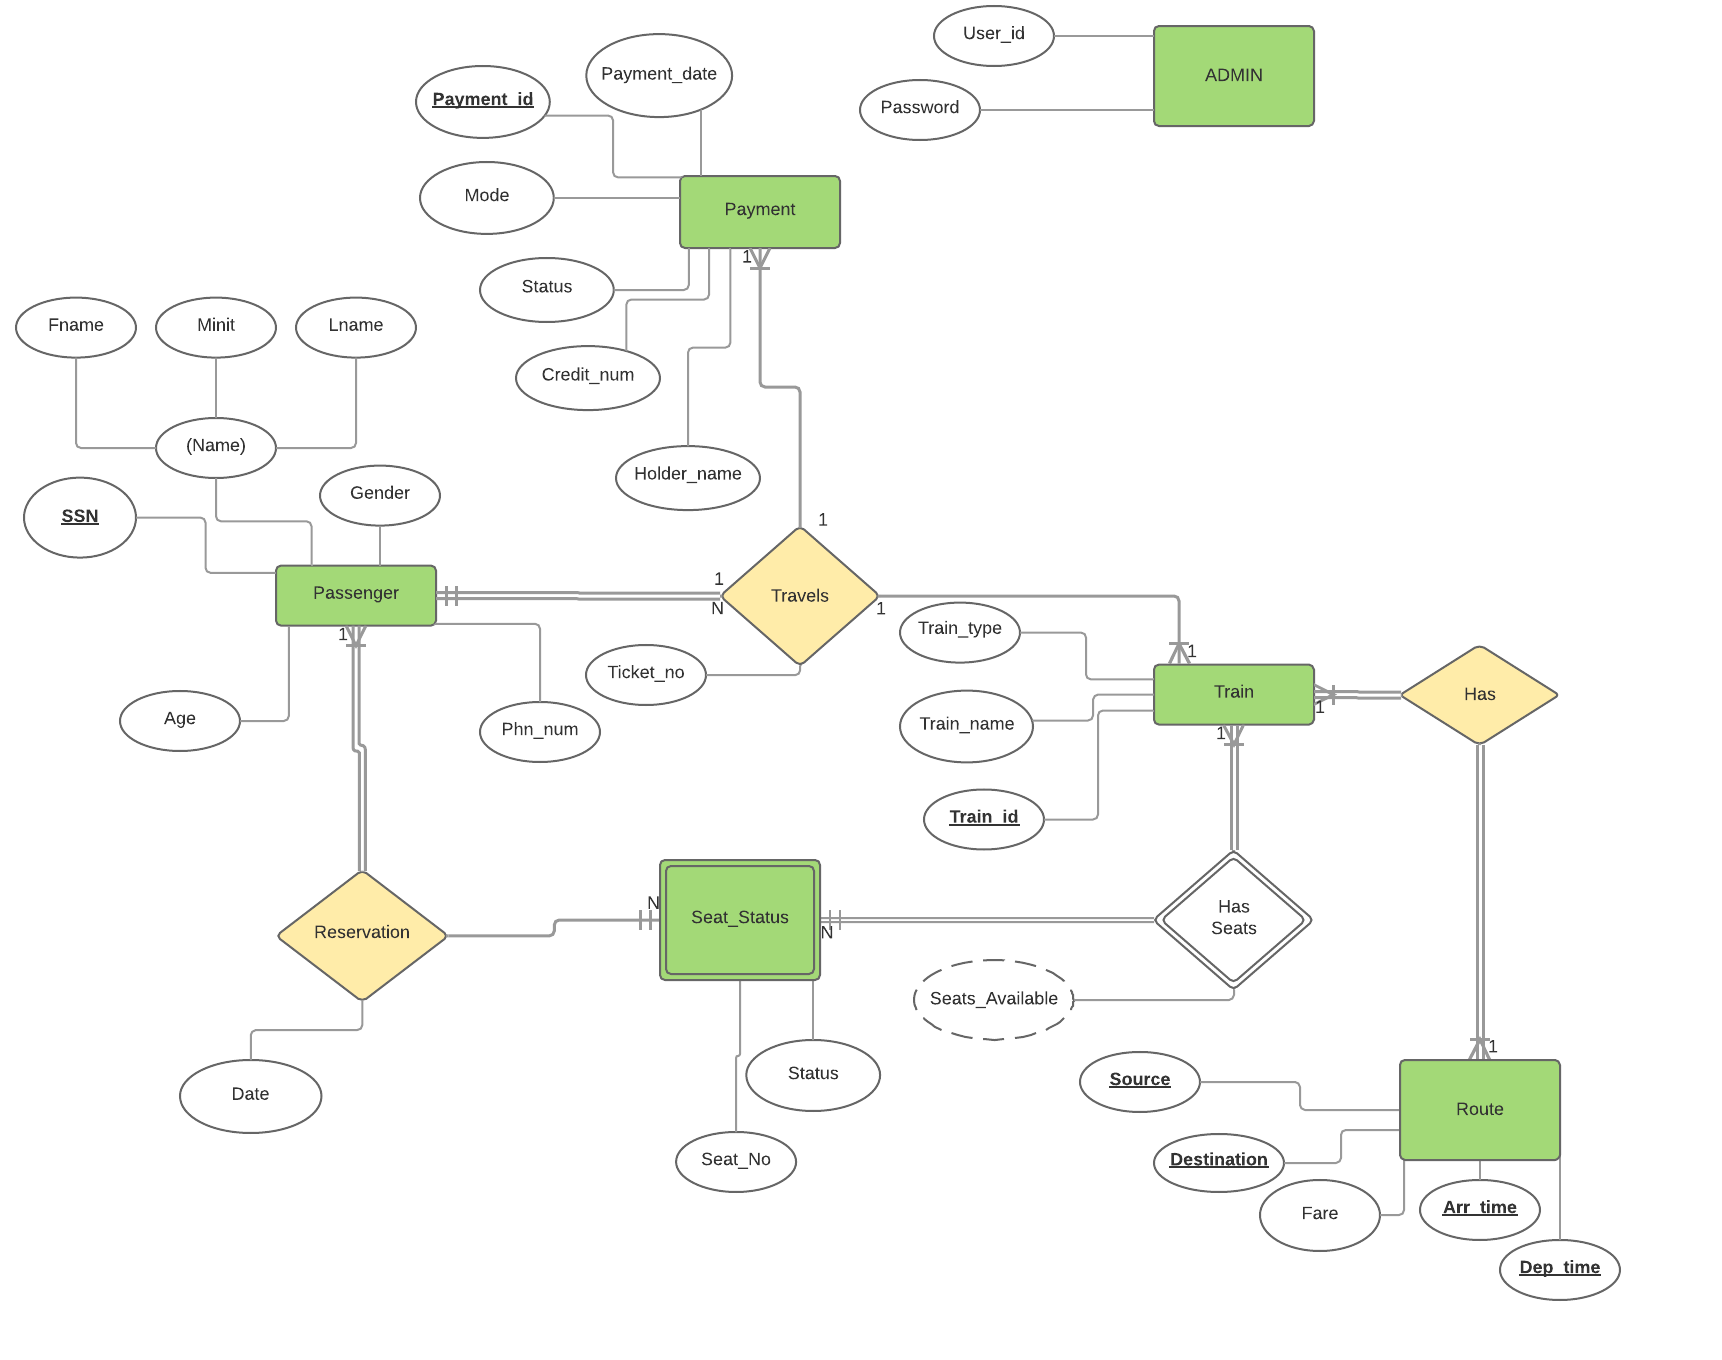 User_id
ADMIN
Password
Payment_date
Payment_id
Mode
Payment
1
Status
Credit_num
Holder_name
Fname
Minit
Lname
(Name)
Gender
SSN
Passenger
1
Age
Phn_num
1
N
1
Travels
1
Ticket_no
Train_type
1
Train
Train_name
1
1
Has
Train_id
Reservation
N
Seat_Status
N
Has
Seats
Seats_Available
Date
Status
Seat_No
1
Source
Route
Destination
Fare
Arr_time
Dep_time